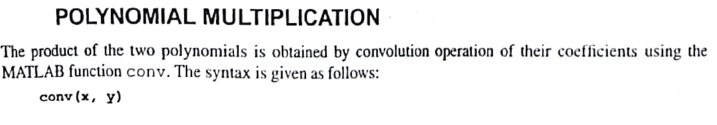 POLYNOMIAL MULTIPLICATION
The product of the two polynomials is obtained by convolution operation of their coefficients using the
MATLAB function conv. The syntax is given as follows:
conv(x, y)